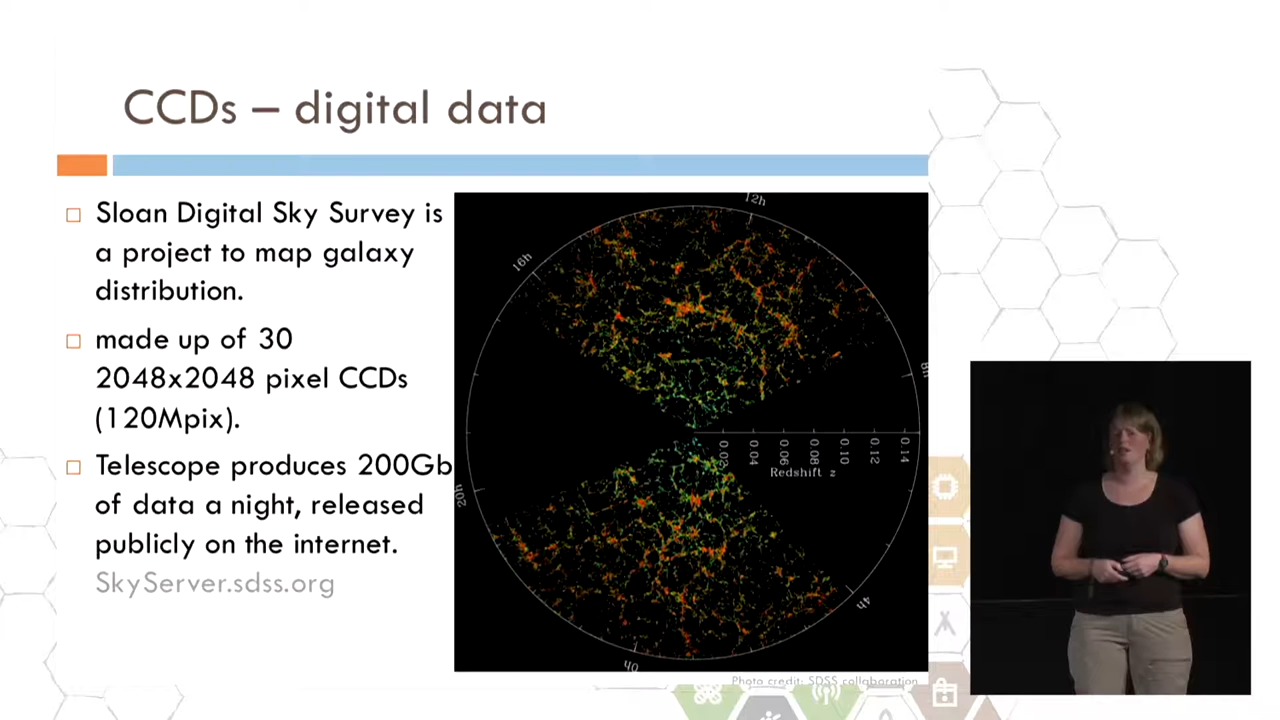 CCDs – digital data
Sloan Digital Sky Survey is
a project to map galaxy
distribution.
made up of 30
2048x2048 pixel CCDs
(120Mpix).
Telescope produces 200Gb
of data a night, released
publicly on the internet.
SkyServer.sdss.org
12h
16h
8h
20h
4h
0h
0.02
0.04
0.06
0.08
0.10
0.12
0.14
Redshift z
Photo credit: SDSS collaboration